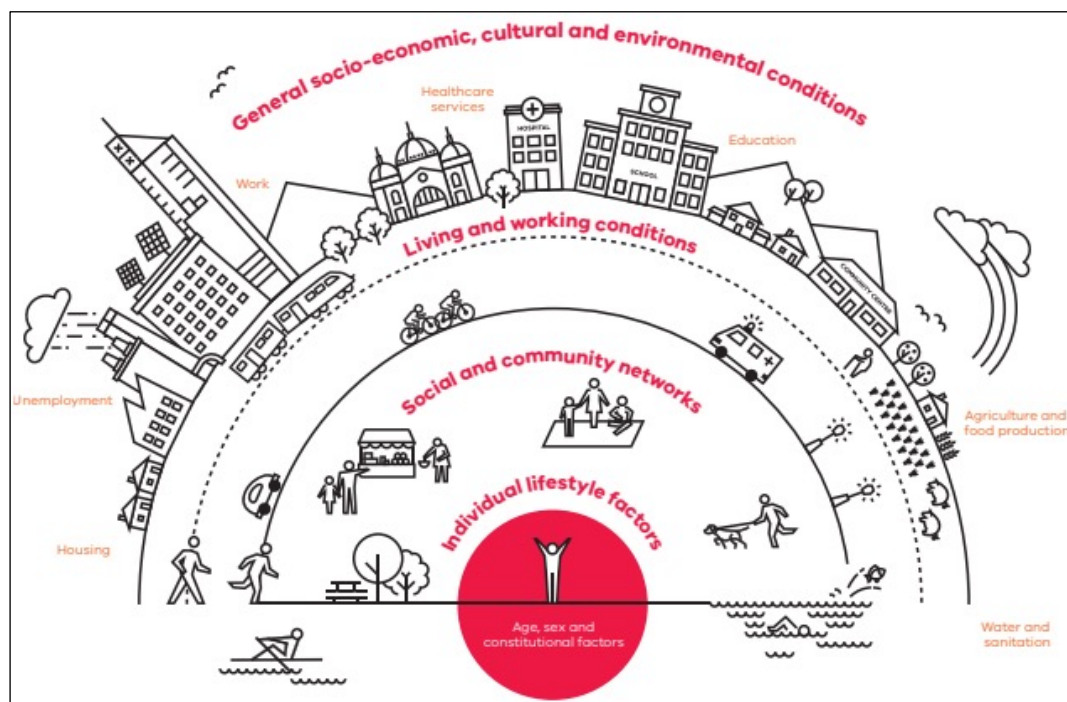 General socio-economic, cultural and environmental conditions
Healthcare
services
HOSPITAL
Education
SCHOOL
Work
Living and working conditions
COMMUNITY CENTRE
Social and community networks
Unemployment
Agriculture and
food production
Individual lifestyle factors
Housing
Age, sex and
constitutional factors
Water and
sanitation